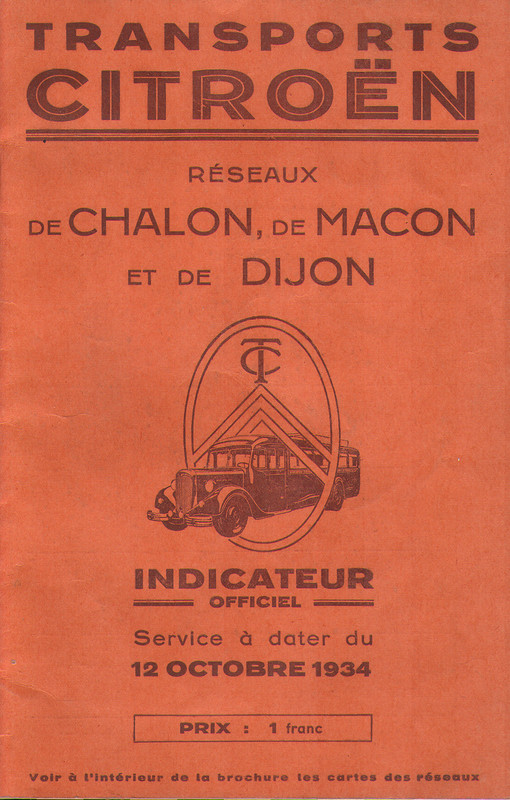 TRANSPORTS
CITROËN
RÉSEAUX
DE CHALON, DE MACON
ET DE DIJON
TC
INDICATEUR
OFFICIEL
Service à dater du
12 OCTOBRE 1934
PRIX : 1 franc
Voir à l'intérieur de la brochure les cartes des réseaux